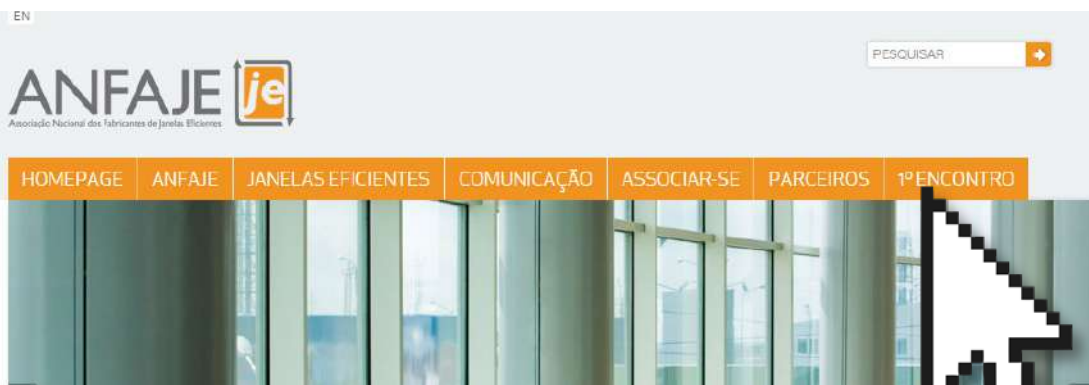 EN
PESQUISAR
ANFAJE je
Associação Nacional dos Fabricantes de Janelas Eficientes
HOMEPAGE ANFAJE JANELAS EFICIENTES COMUNICAÇÃO ASSOCIAR-SE PARCEIROS 1º ENCONTRO